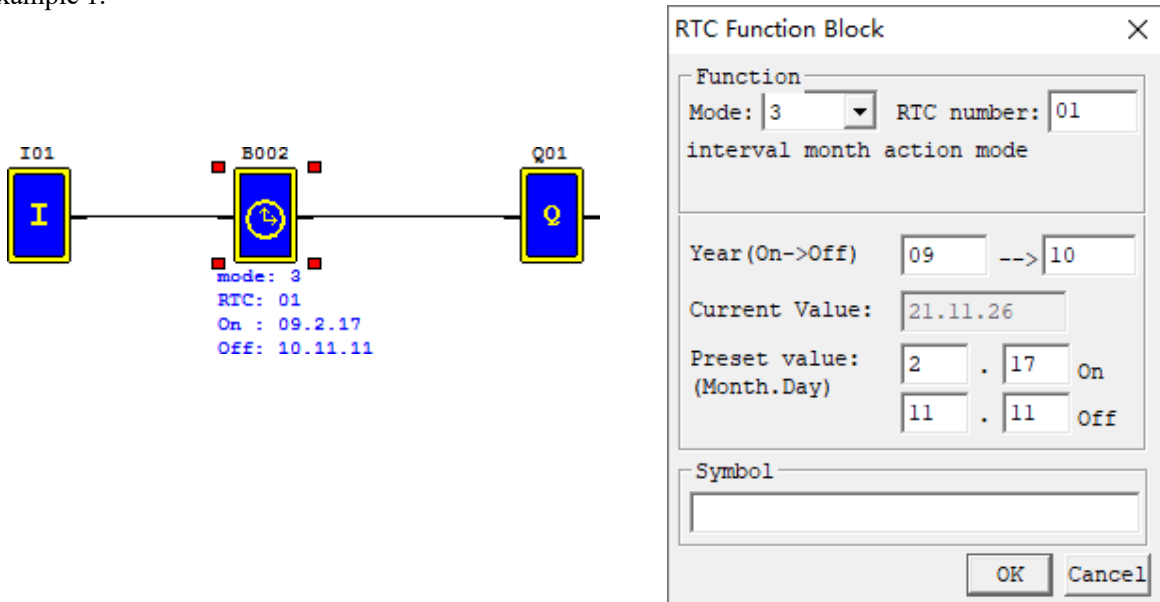 xample 1:
I01
B002
Q01
I
Q
mode: 3
RTC: 01
On : 09.2.17
Off: 10.11.11
RTC Function Block
Function
Mode: 3 RTC number: 01
interval month action mode
Year(On->Off) 09 --> 10
Current Value: 21.11.26
Preset value: 2 . 17 On
(Month.Day)
11 . 11 Off
Symbol
OK Cancel